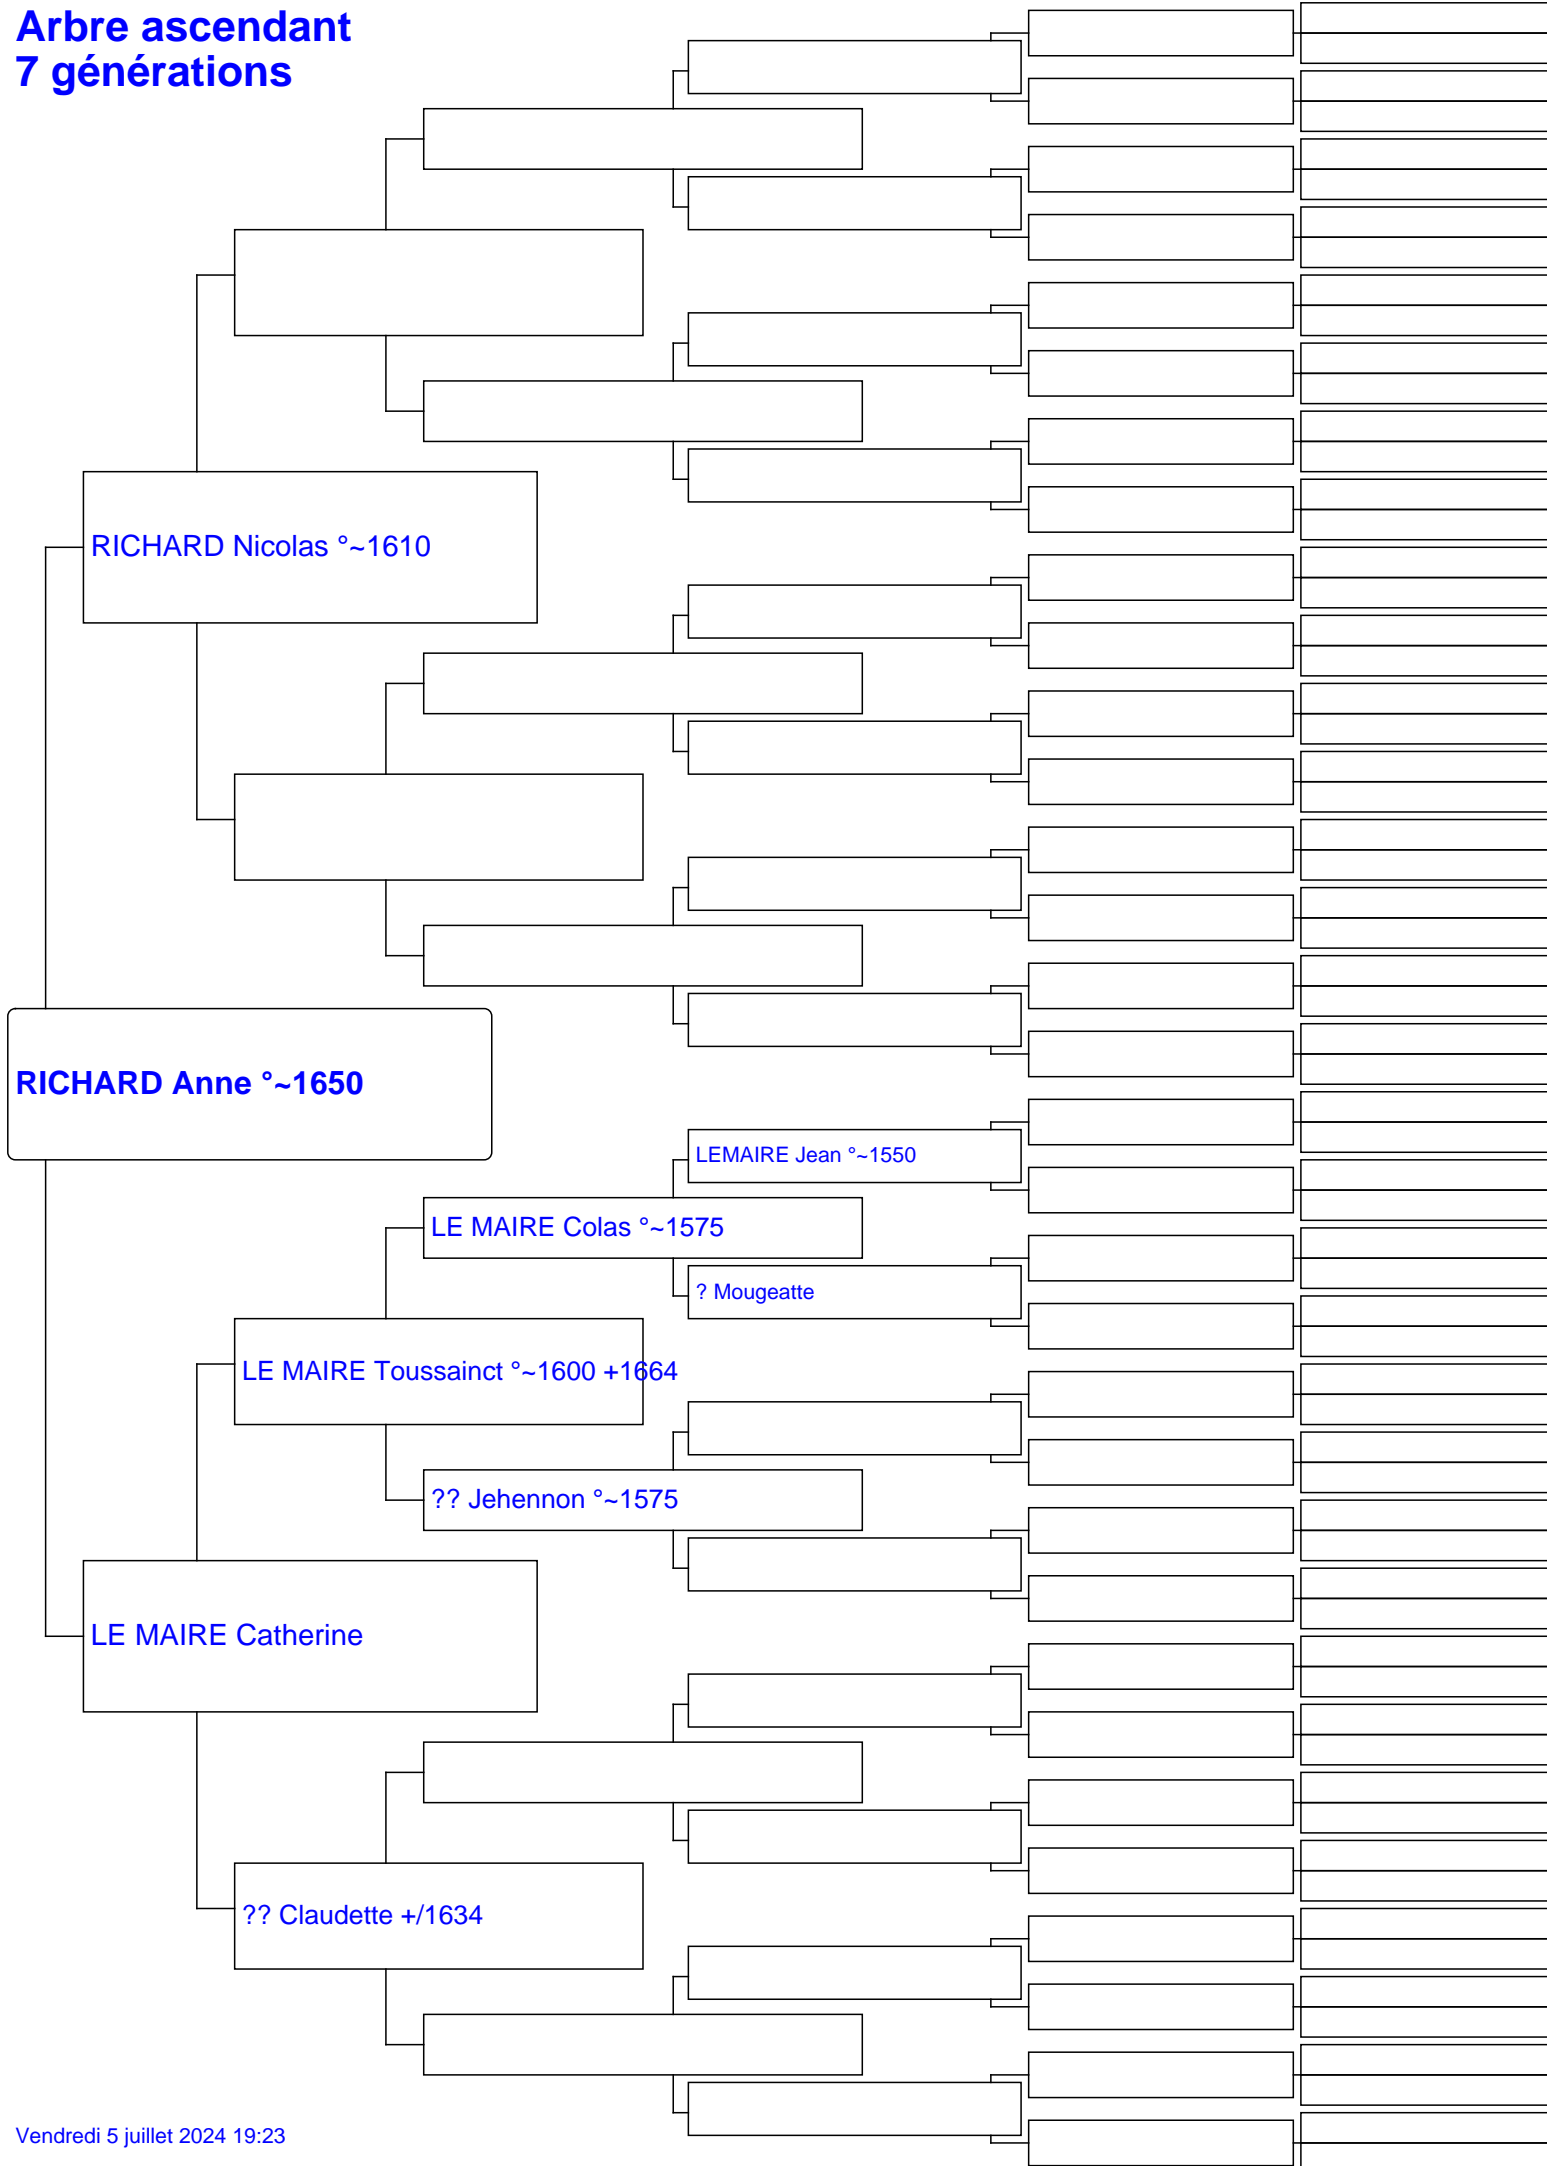 Arbre ascendant
7 générations
RICHARD Nicolas °~1610
RICHARD Anne °~1650
LEMAIRE Jean °~1550
LE MAIRE Colas °~1575
? Mougeatte
LE MAIRE Toussainct °~1600 +1664
?? Jehennon °~1575
LE MAIRE Catherine
?? Claudette +/1634
Vendredi 5 juillet 2024 19:23